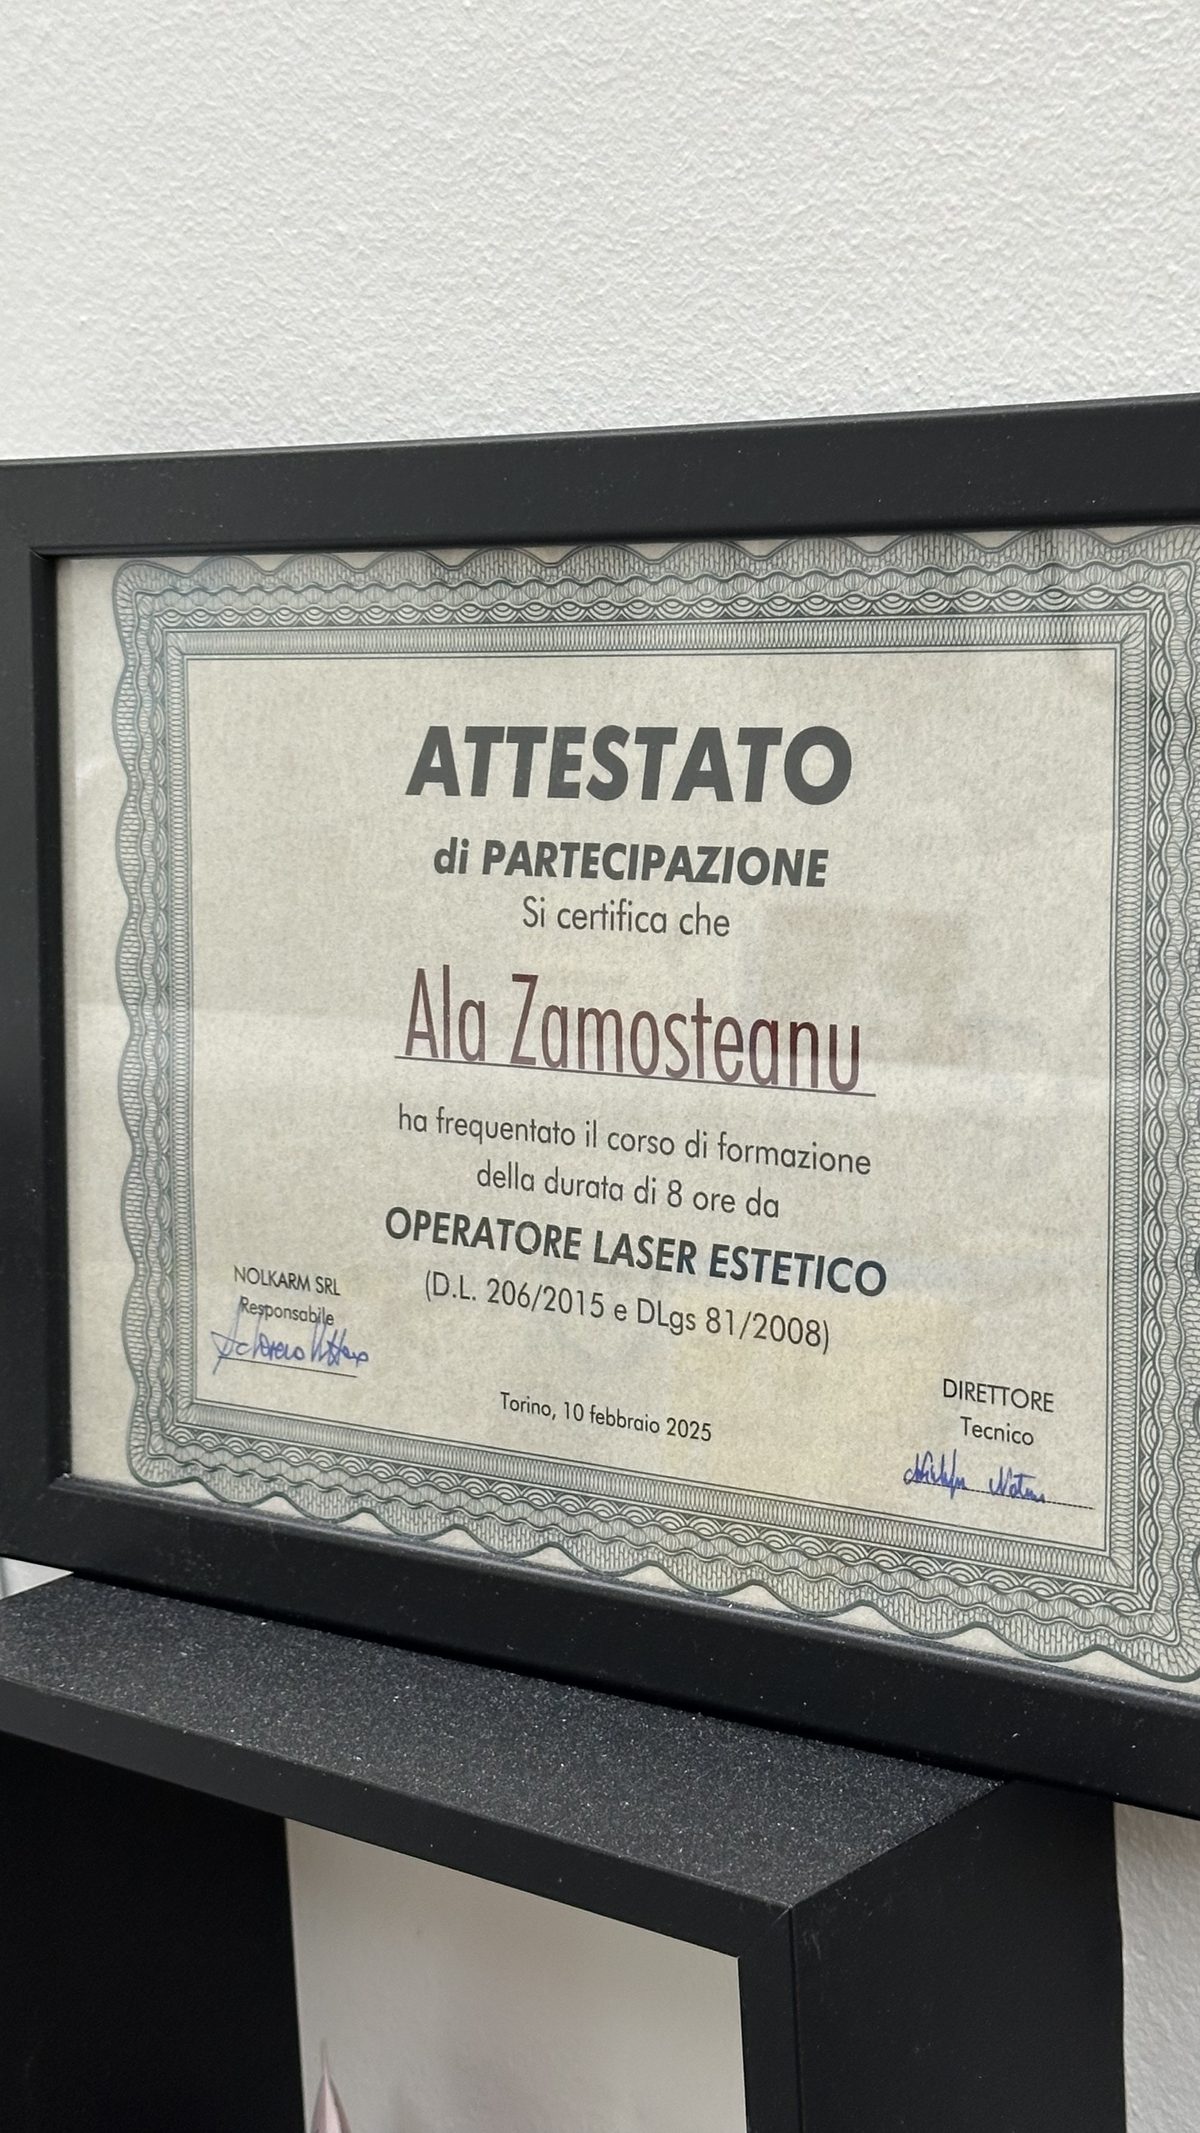 ATTESTATO
di PARTECIPAZIONE
Si certifica che
Ala Zamosteanu
ha frequentato il corso di formazione
della durata di 8 ore da
OPERATORE LASER ESTETICO
(D.L. 206/2015 e DLgs 81/2008)
NOLKARM SRL
Responsabile
Torino, 10 febbraio 2025
DIRETTORE
Tecnico